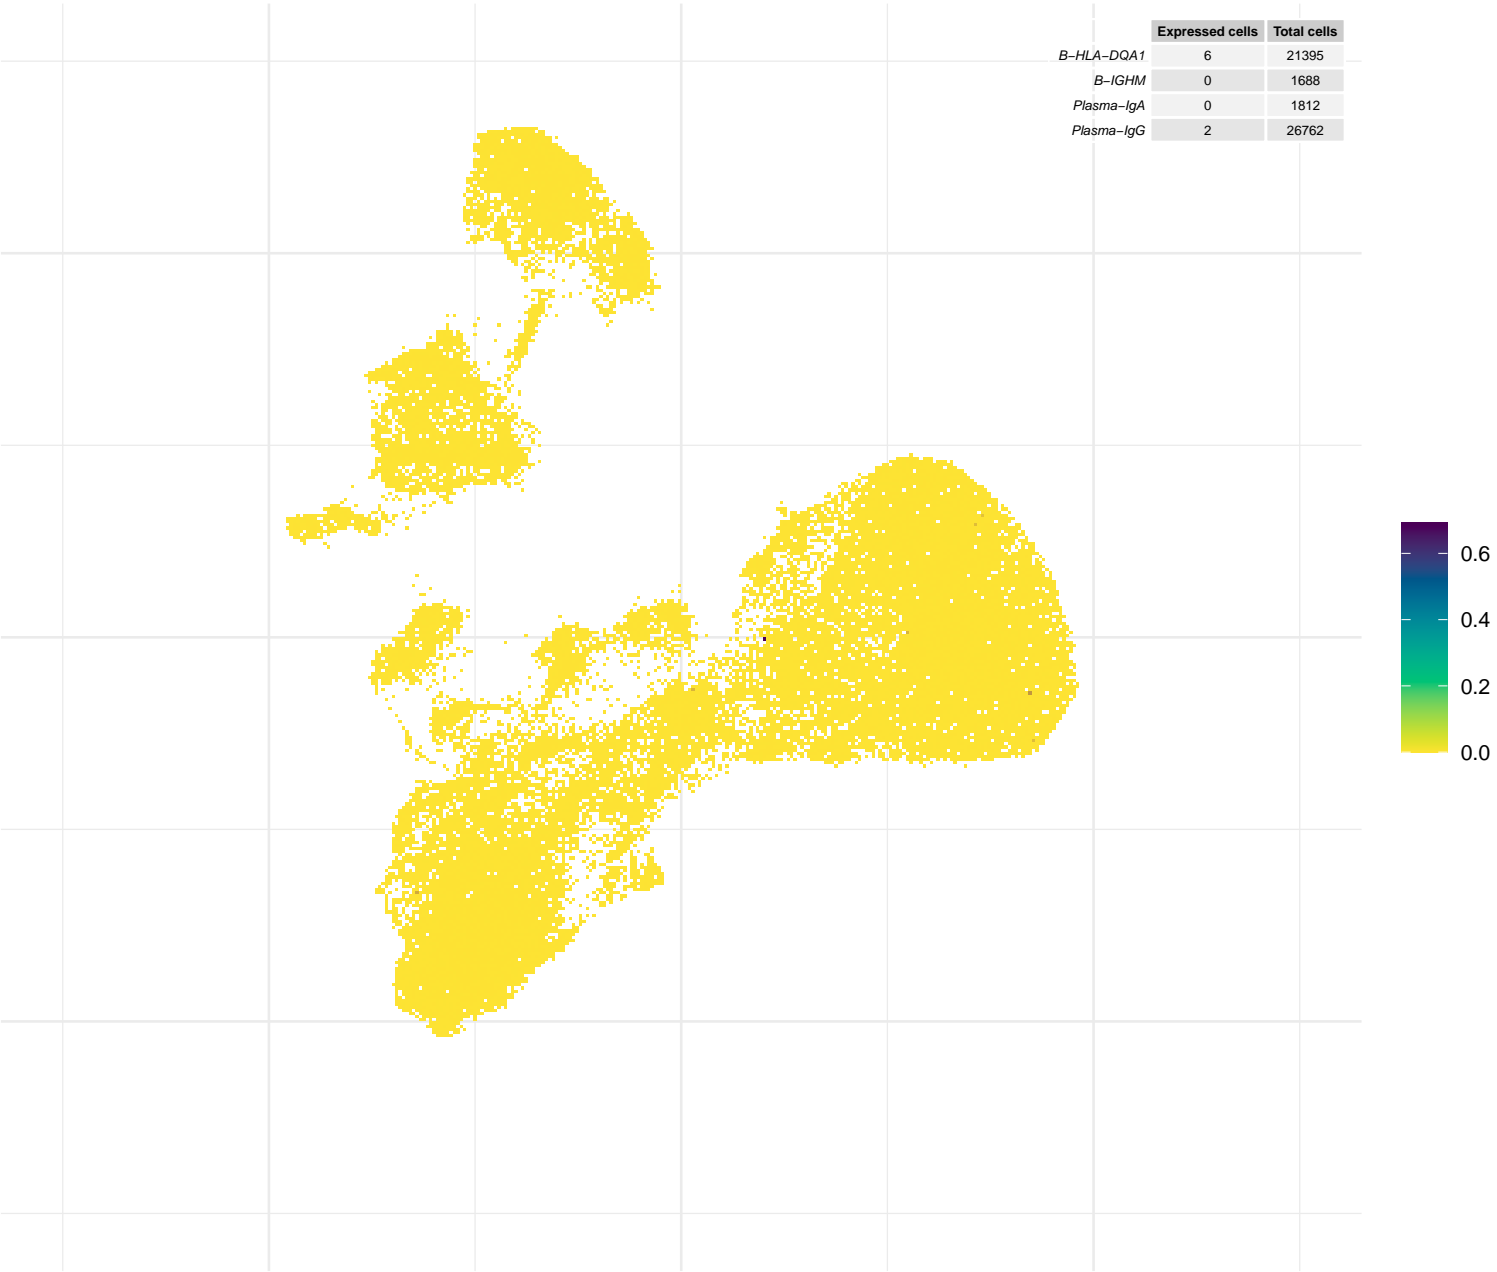 Expressed cells Total cells
B−HLA−DQA1 6 21395
B−IGHM 0 1688
Plasma−IgA 0 1812
Plasma−IgG 2 26762
0.6
0.4
0.2
0.0